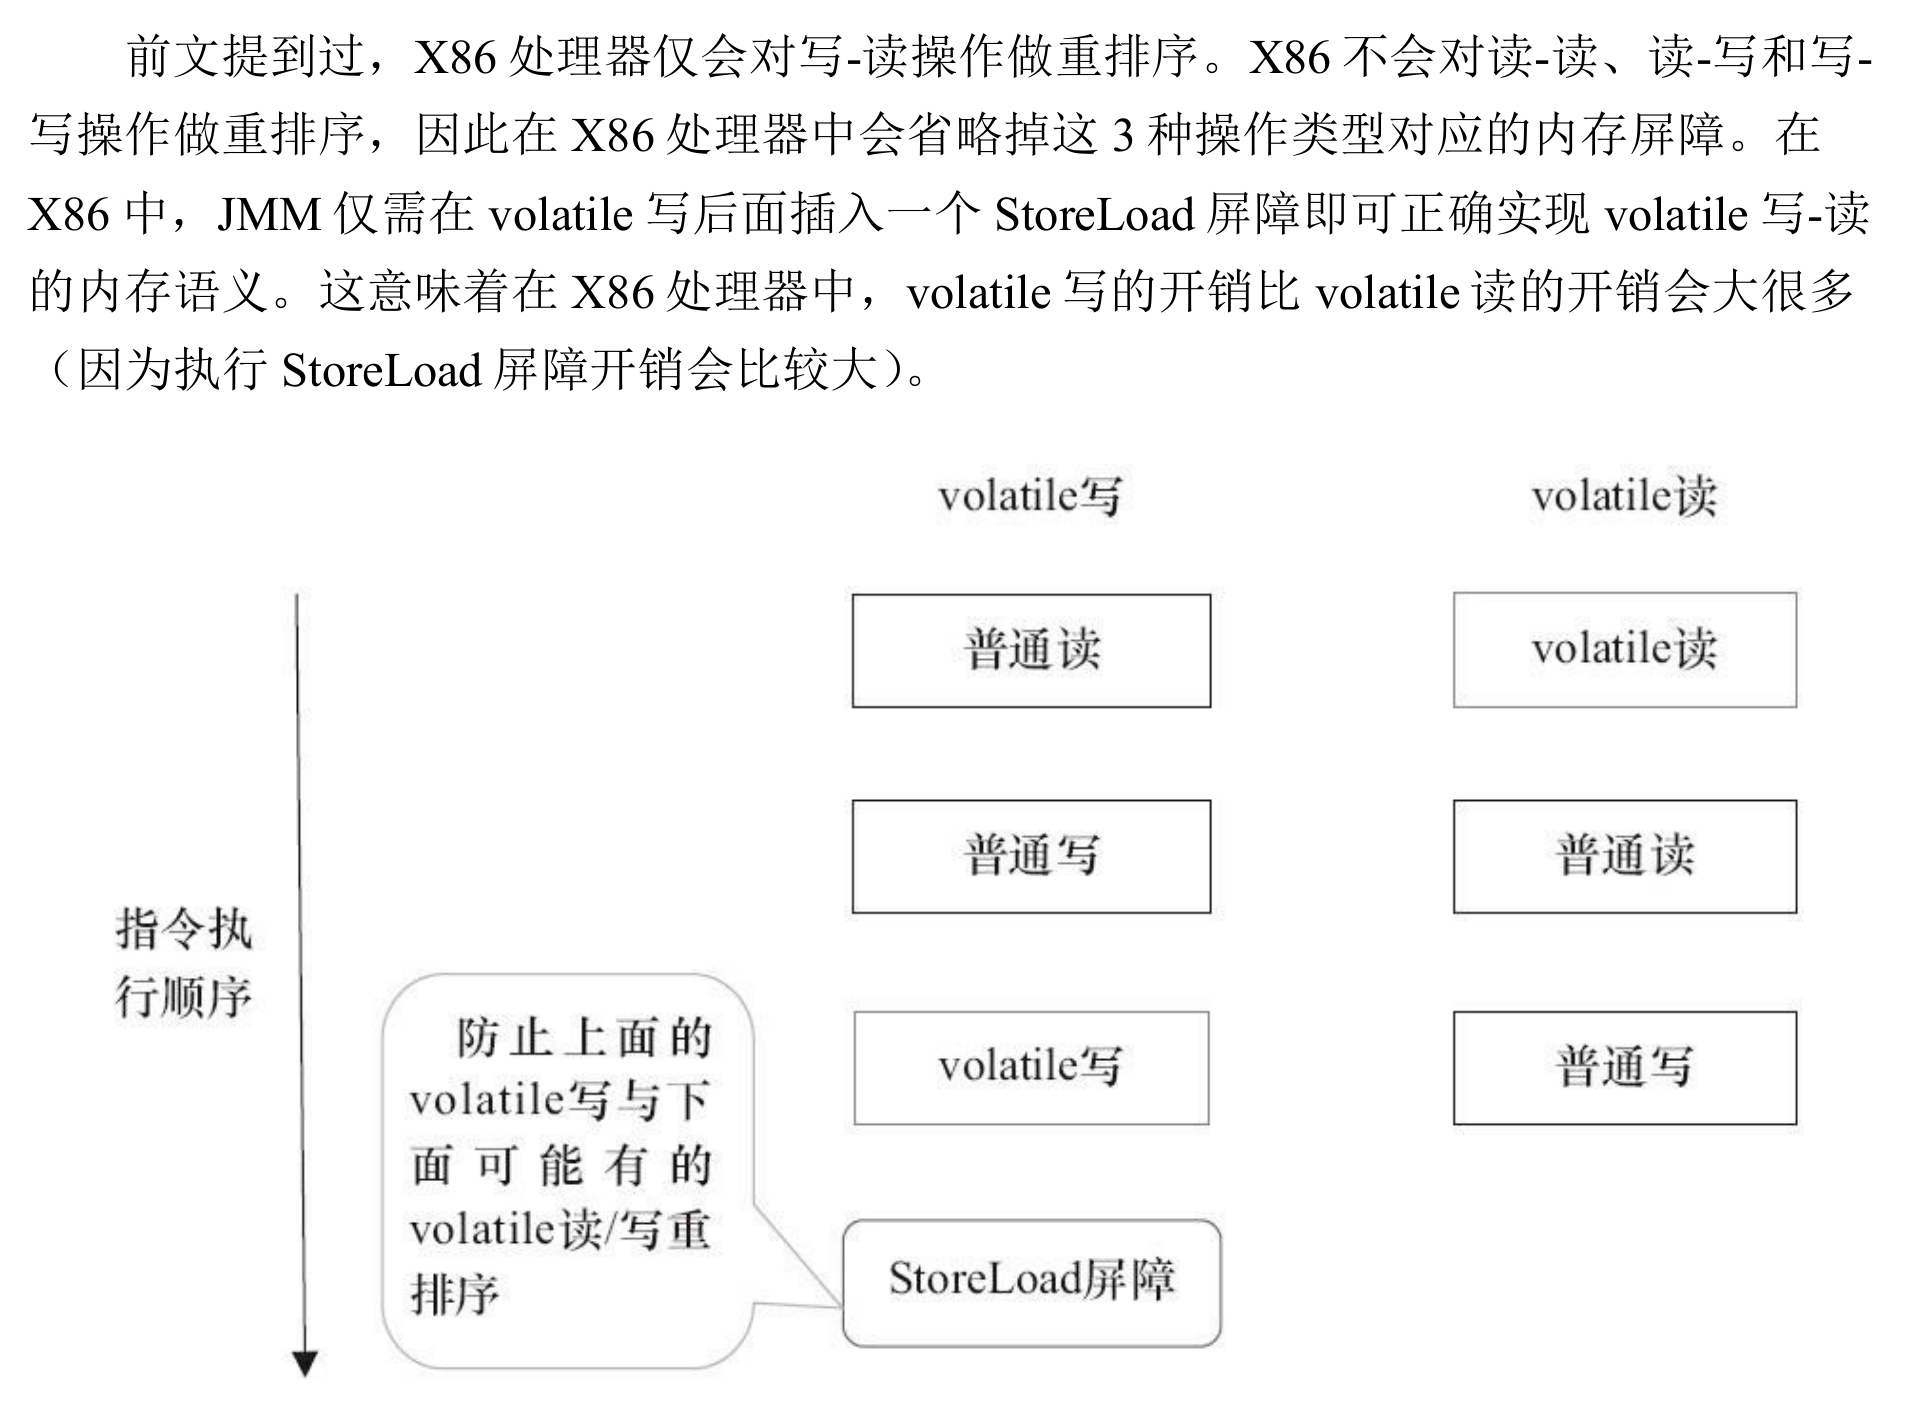 前文提到过，X86 处理器仅会对写-读操作做重排序。X86 不会对读-读、读-写和写-
写操作做重排序，因此在 X86 处理器中会省略掉这 3 种操作类型对应的内存屏障。在
X86 中，JMM 仅需在 volatile 写后面插入一个 StoreLoad 屏障即可正确实现 volatile 写-读
的内存语义。这意味着在 X86 处理器中，volatile 写的开销比 volatile 读的开销会大很多
（因为执行 StoreLoad 屏障开销会比较大）。
volatile写
volatile读
普通读
volatile读
普通写
普通读
指令执
行顺序
防止上面的
volatile写与下
面可能有的
volatile读/写重
排序
volatile写
普通写
StoreLoad屏障